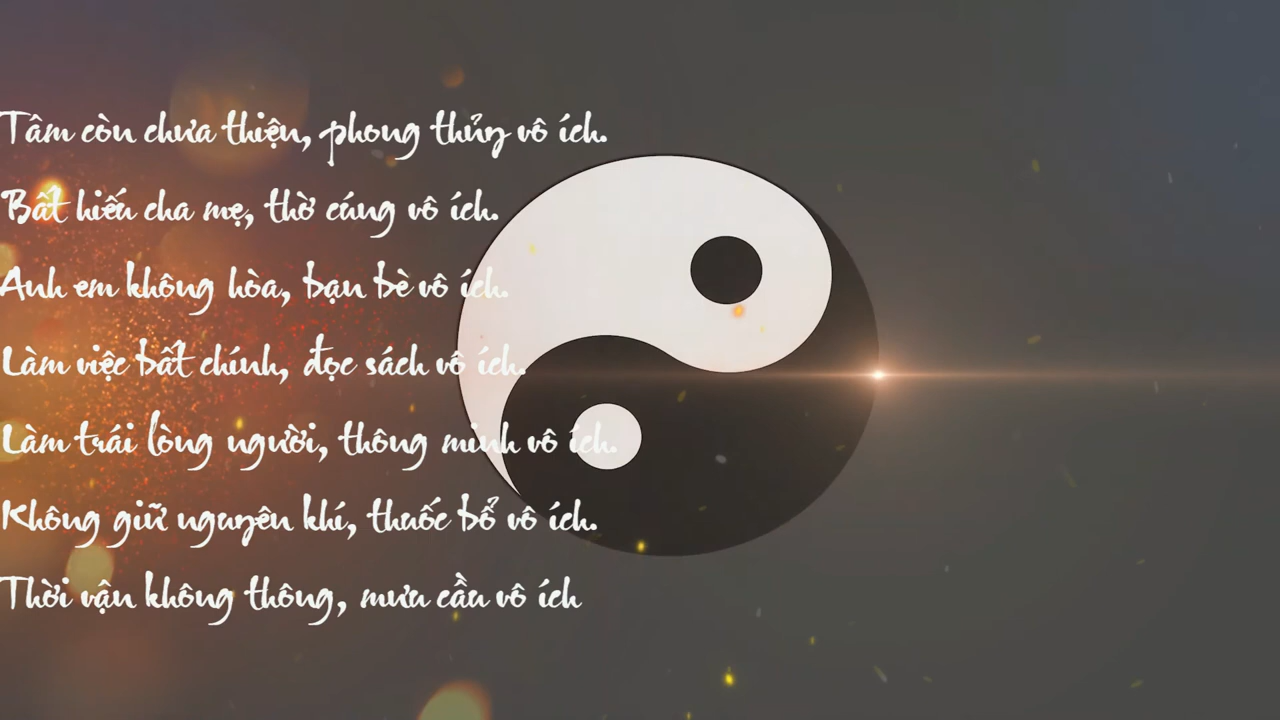 Tâm còn chưa thiện, phong thủy vô ích.
Bất hiếu cha mẹ, thờ cúng vô ích.
Anh em không hòa, bạn bè vô ích.
Làm việc bất chính, đọc sách vô ích.
Làm trái lòng người, thông minh vô ích.
Không giữ nguyên khí, thuốc bổ vô ích.
Thời vận không thông, mưu cầu vô ích